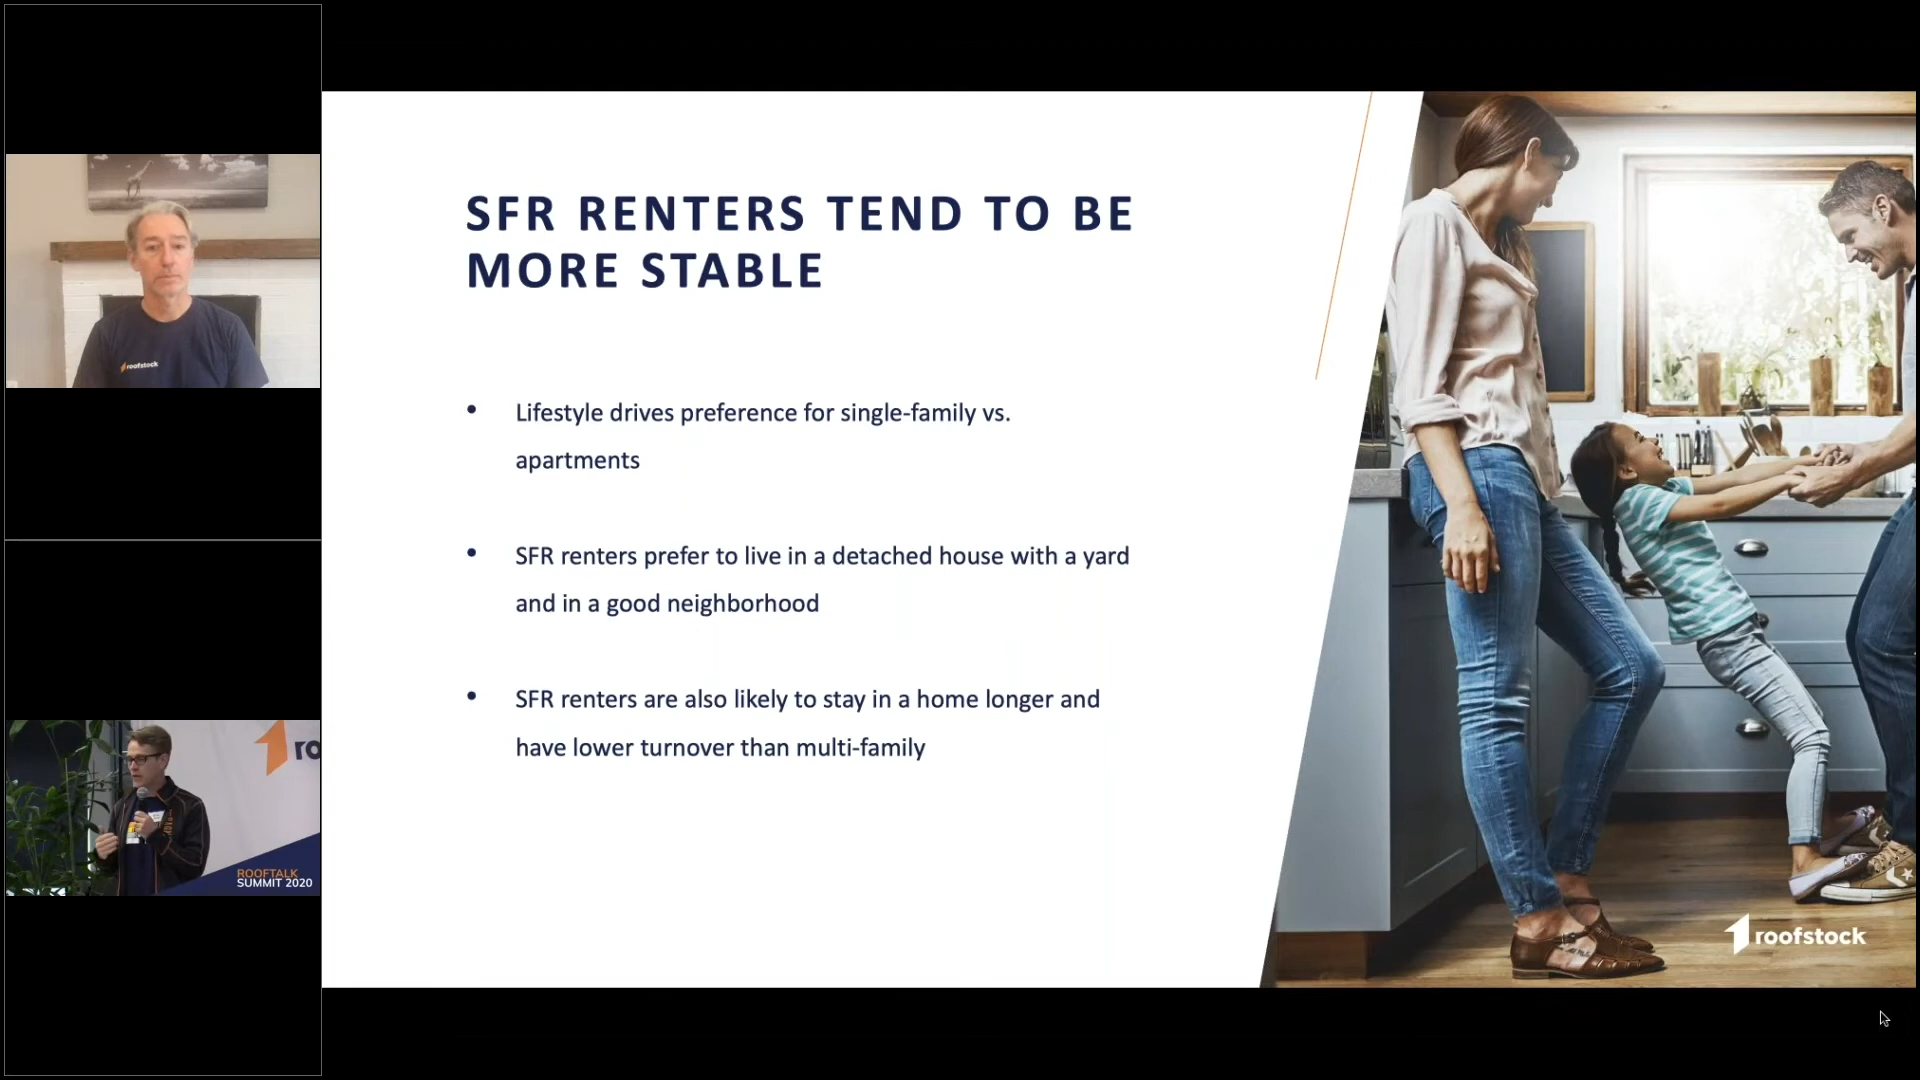 SFR RENTERS TEND TO BE
MORE STABLE
• Lifestyle drives preference for single-family vs.
apartments
• SFR renters prefer to live in a detached house with a yard
and in a good neighborhood
• SFR renters are also likely to stay in a home longer and
have lower turnover than multi-family
roofstock
roofstock
ro
ROOFTALK
SUMMIT 2020